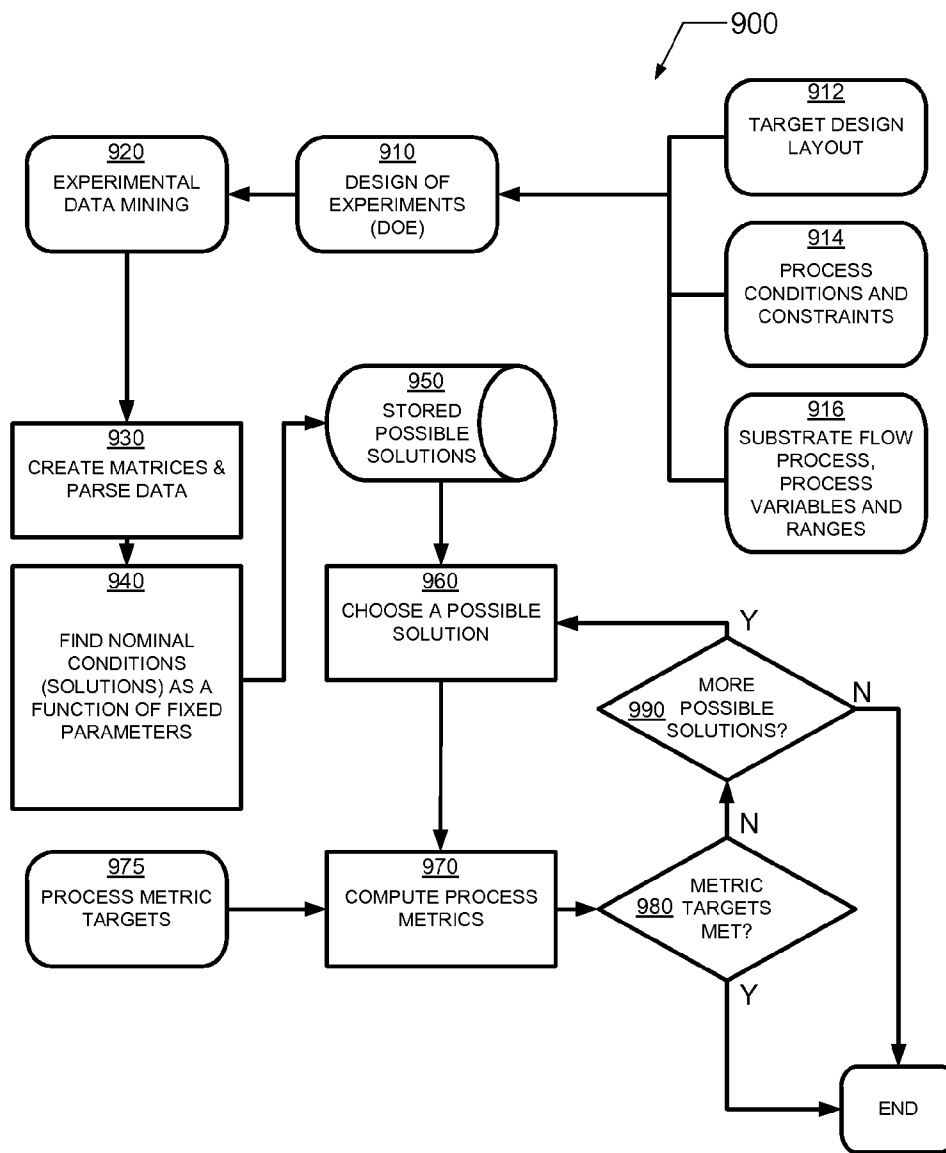 900
912
TARGET DESIGN
LAYOUT
920
EXPERIMENTAL
DATA MINING
910
DESIGN OF
EXPERIMENTS
(DOE)
914
PROCESS
CONDITIONS AND
CONSTRAINTS
950
STORED
POSSIBLE
SOLUTIONS
916
SUBSTRATE FLOW
PROCESS,
PROCESS
VARIABLES AND
RANGES
930
CREATE MATRICES &
PARSE DATA
940
FIND NOMINAL
CONDITIONS
(SOLUTIONS) AS A
FUNCTION OF FIXED
PARAMETERS
960
CHOOSE A POSSIBLE
SOLUTION
Y
N
MORE
990 POSSIBLE
SOLUTIONS?
N
975
PROCESS METRIC
TARGETS
970
COMPUTE PROCESS
METRICS
METRIC
980 TARGETS
MET?
Y
END